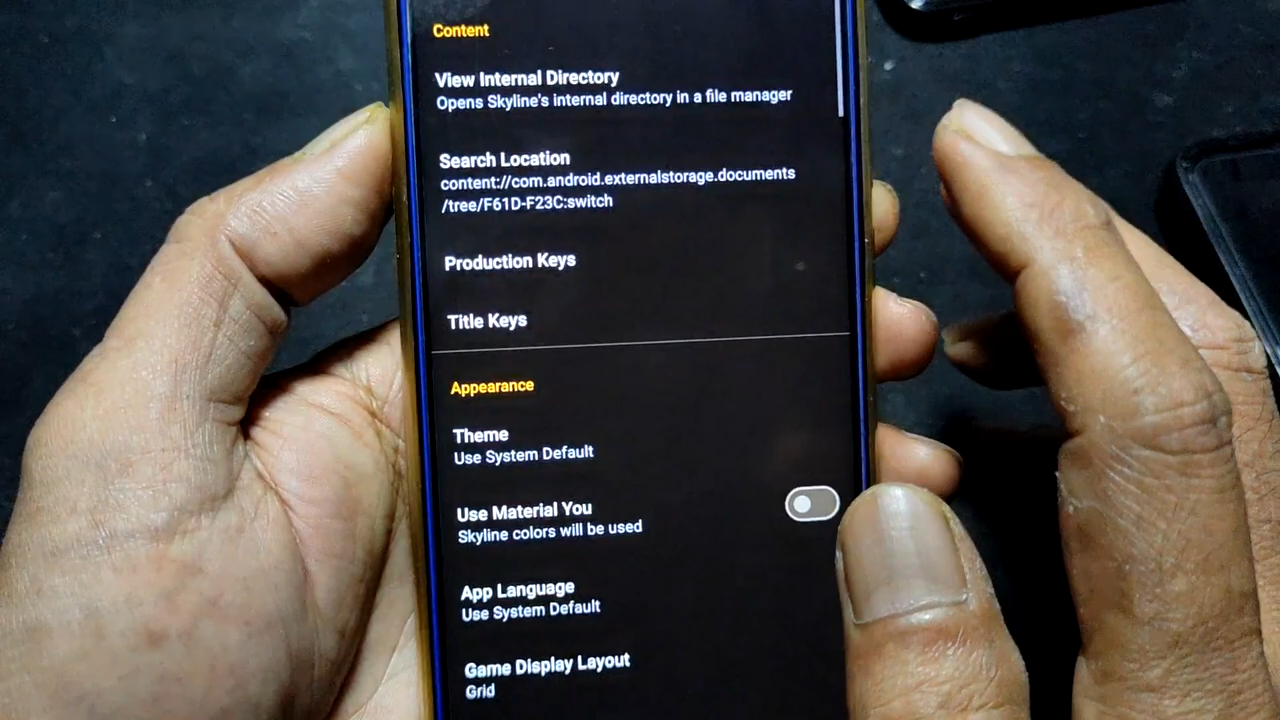 Content
View Internal Directory
Opens Skyline's internal directory in a file manager
Search Location
content://com.android.externalstorage.documents
/tree/F61D-F23C:switch
Production Keys
Title Keys
Appearance
Theme
Use System Default
Use Material You
Skyline colors will be used
App Language
Use System Default
Game Display Layout
Grid